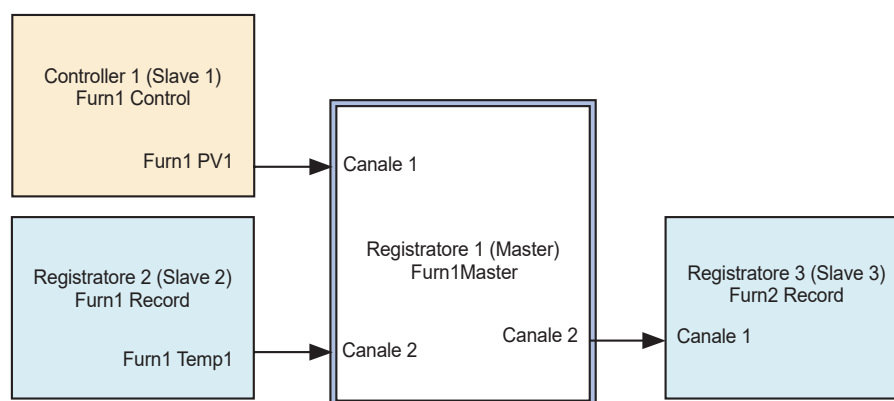 Controller 1 (Slave 1)
Furn1 Control
Furn1 PV1
Registratore 2 (Slave 2)
Furn1 Record
Furn1 Temp1
Canale 1
Registratore 1 (Master)
Furn1Master
Canale 2
Canale 2
Registratore 3 (Slave 3)
Furn2 Record
Canale 1